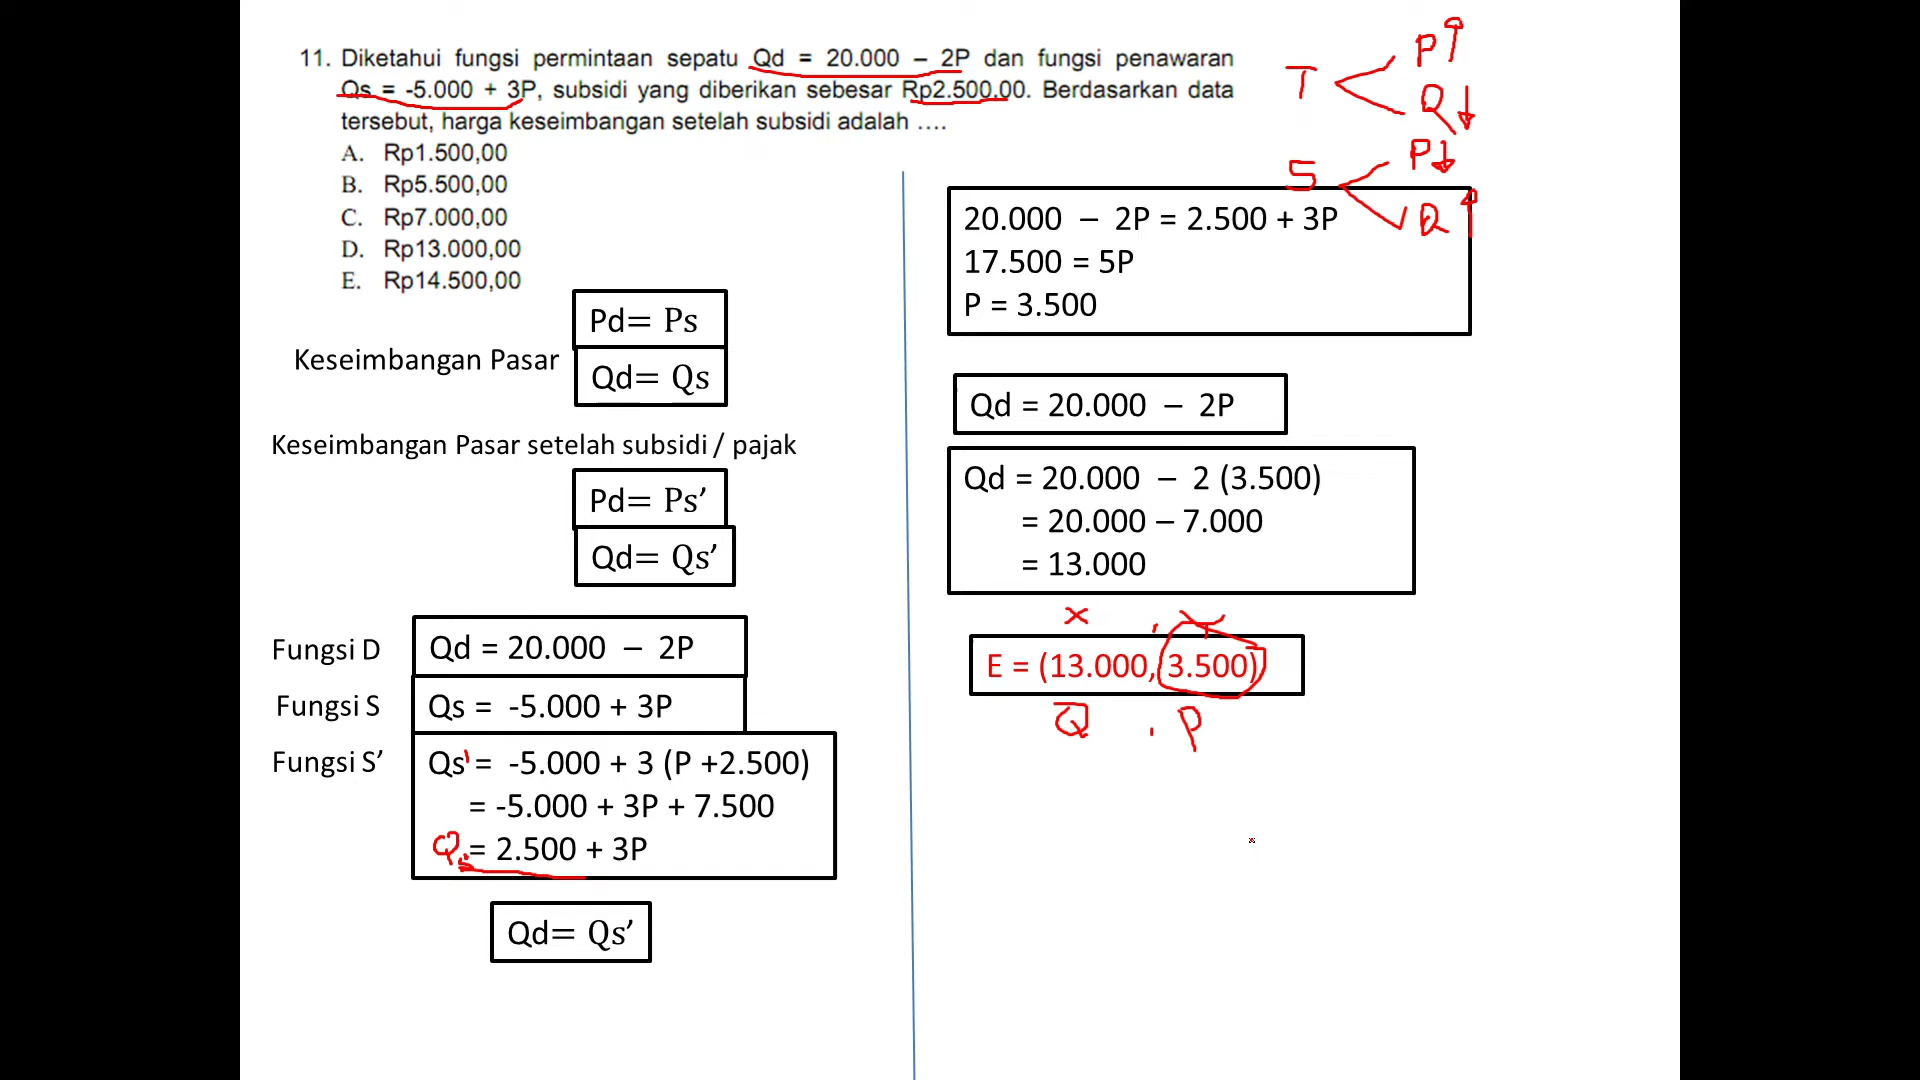 11. Diketahui fungsi permintaan sepatu Qd = 20.000 – 2P dan fungsi penawaran
Qs = -5.000 + 3P, subsidi yang diberikan sebesar Rp2.500,00. Berdasarkan data
tersebut, harga keseimbangan setelah subsidi adalah ....
A. Rp1.500,00
B. Rp5.500,00
C. Rp7.000,00
D. Rp13.000,00
E. Rp14.500,00
Pd= Ps
Keseimbangan Pasar
Qd= Qs
Keseimbangan Pasar setelah subsidi / pajak
Pd= Ps’
Qd= Qs’
Fungsi D
Qd = 20.000 – 2P
Fungsi S
Qs = -5.000 + 3P
Fungsi S’
Qs' = -5.000 + 3 (P +2.500)
= -5.000 + 3P + 7.500
Qs' = 2.500 + 3P
Qd= Qs’
T
P↑
Q↓
S
P↓
Q↑
20.000 – 2P = 2.500 + 3P
17.500 = 5P
P = 3.500
Qd = 20.000 – 2P
Qd = 20.000 – 2 (3.500)
= 20.000 – 7.000
= 13.000
x , Y
E = (13.000, 3.500)
Q , P